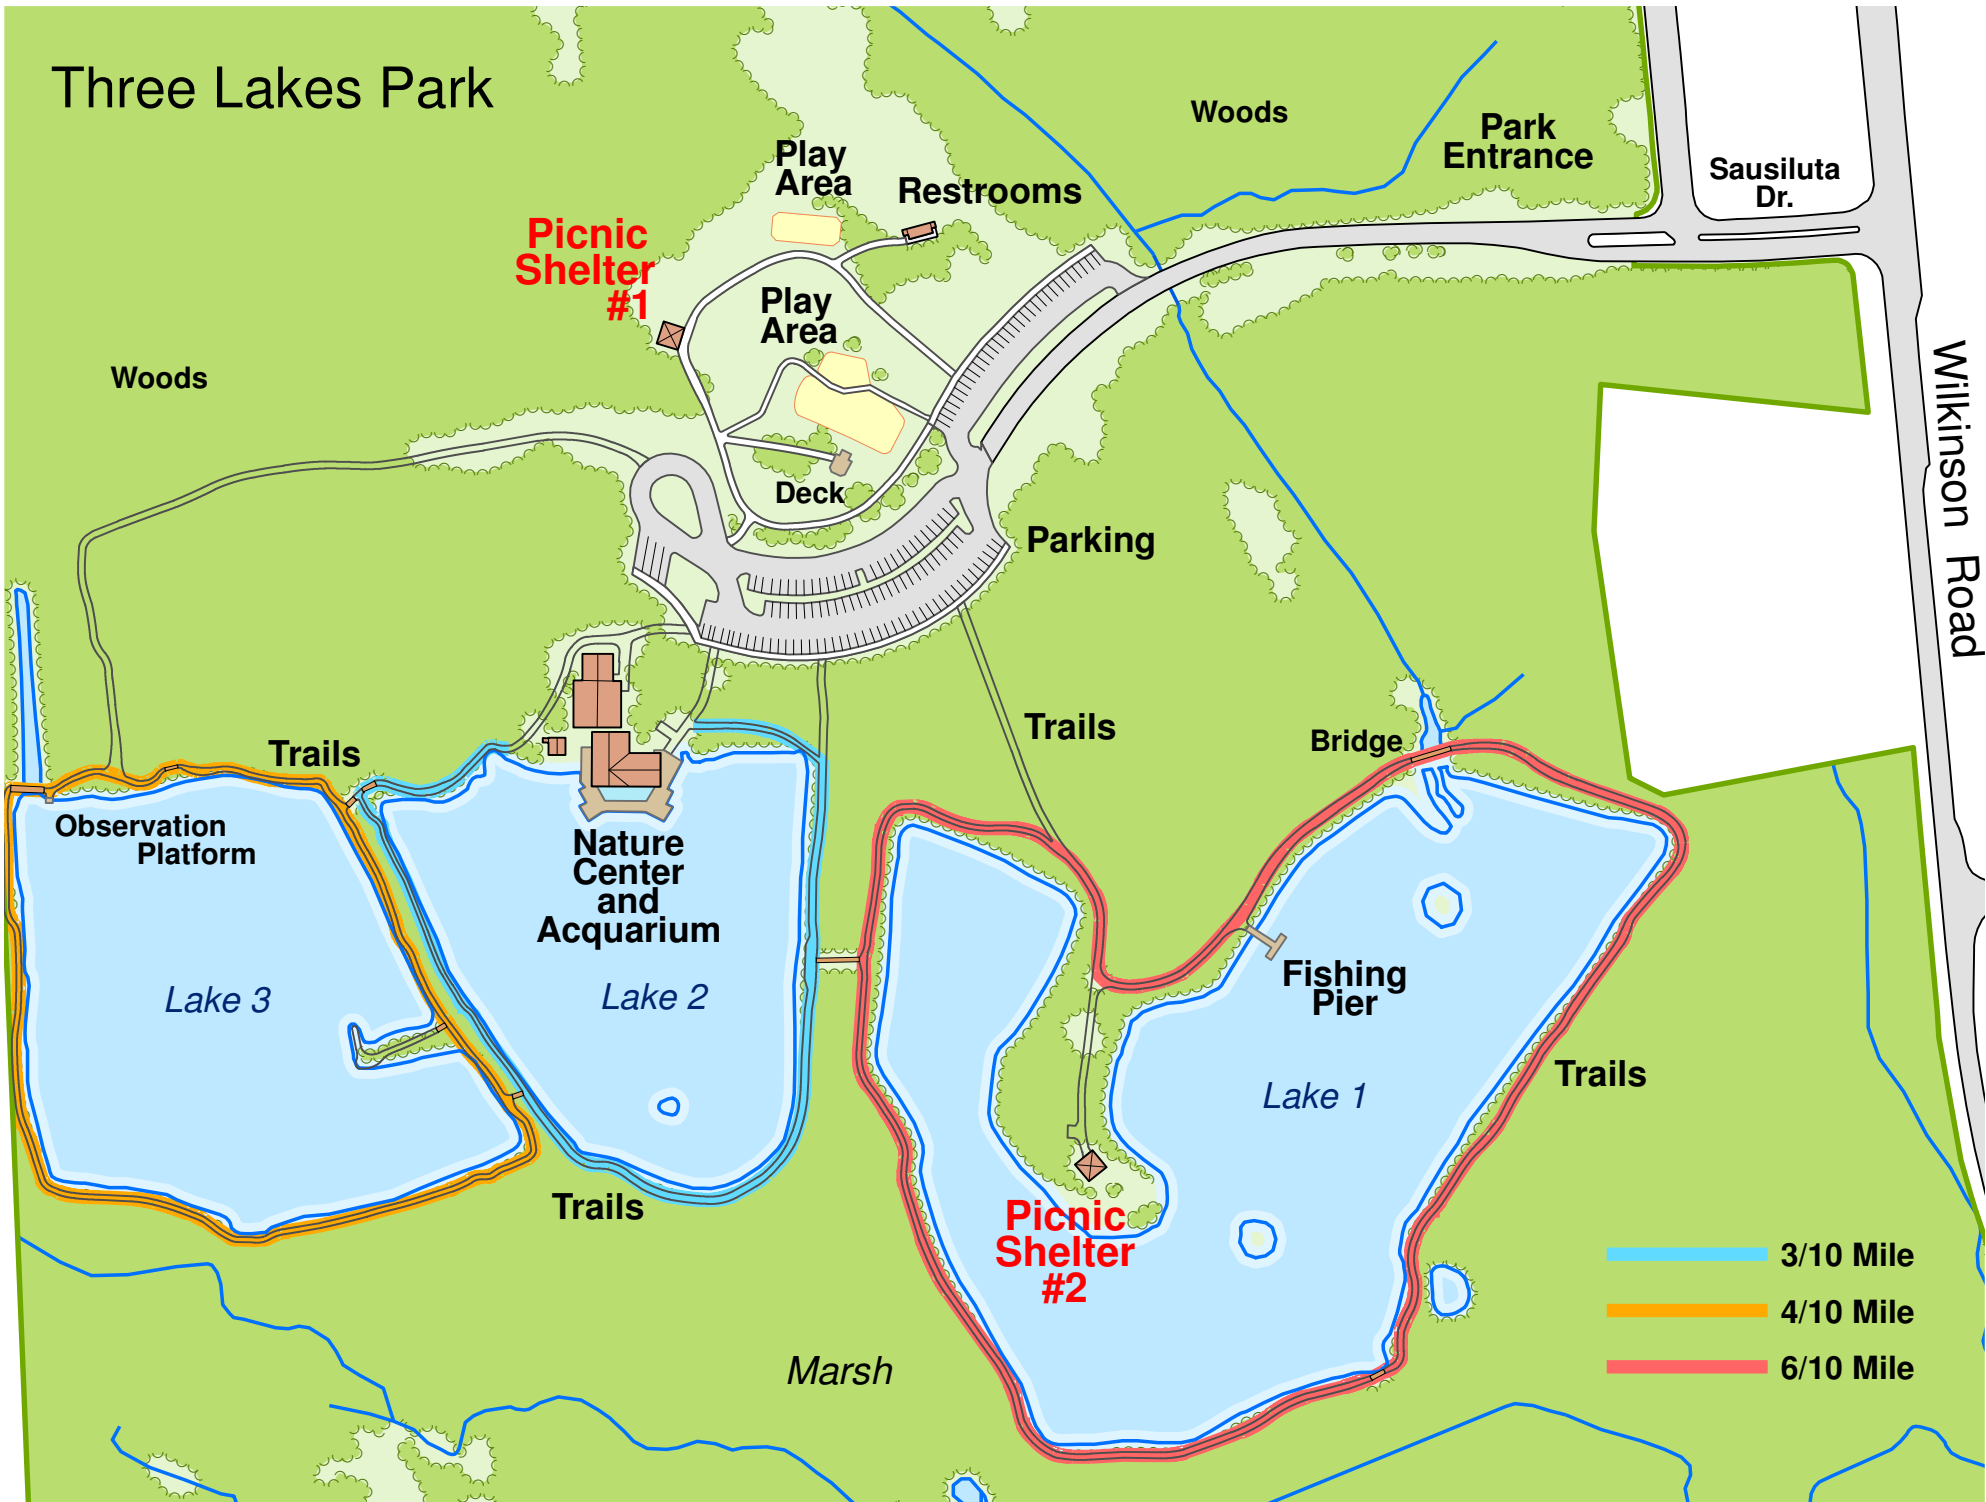 Three Lakes Park
Woods
Park
Entrance
Sausiluta
Dr.
Play
Area
Restrooms
Picnic
Shelter
#1
Play
Area
Woods
Wilkinson Road
Deck
Parking
Trails
Trails
Bridge
Observation
Platform
Nature
Center
and
Acquarium
Fishing
Pier
Lake 3
Lake 2
Lake 1
Trails
Trails
Picnic
Shelter
#2
3/10 Mile
4/10 Mile
6/10 Mile
Marsh